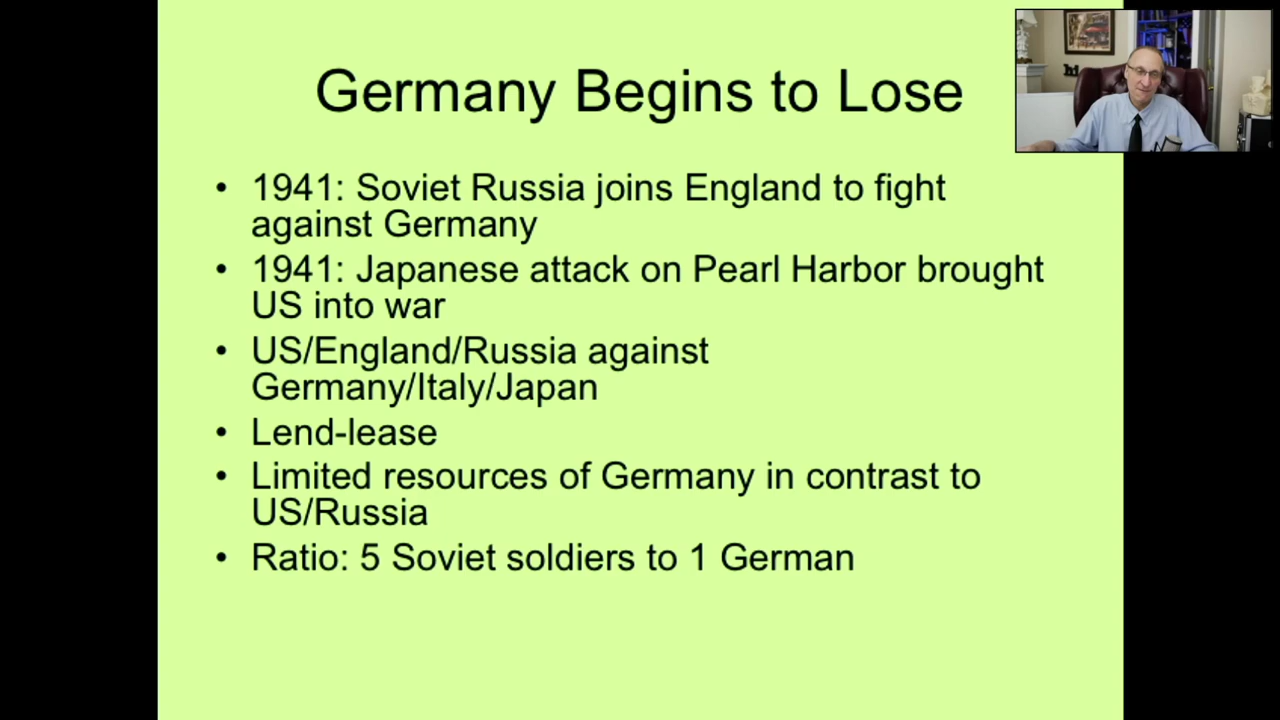 Germany Begins to Lose
• 1941: Soviet Russia joins England to fight
against Germany
• 1941: Japanese attack on Pearl Harbor brought
US into war
• US/England/Russia against
Germany/Italy/Japan
• Lend-lease
• Limited resources of Germany in contrast to
US/Russia
• Ratio: 5 Soviet soldiers to 1 German